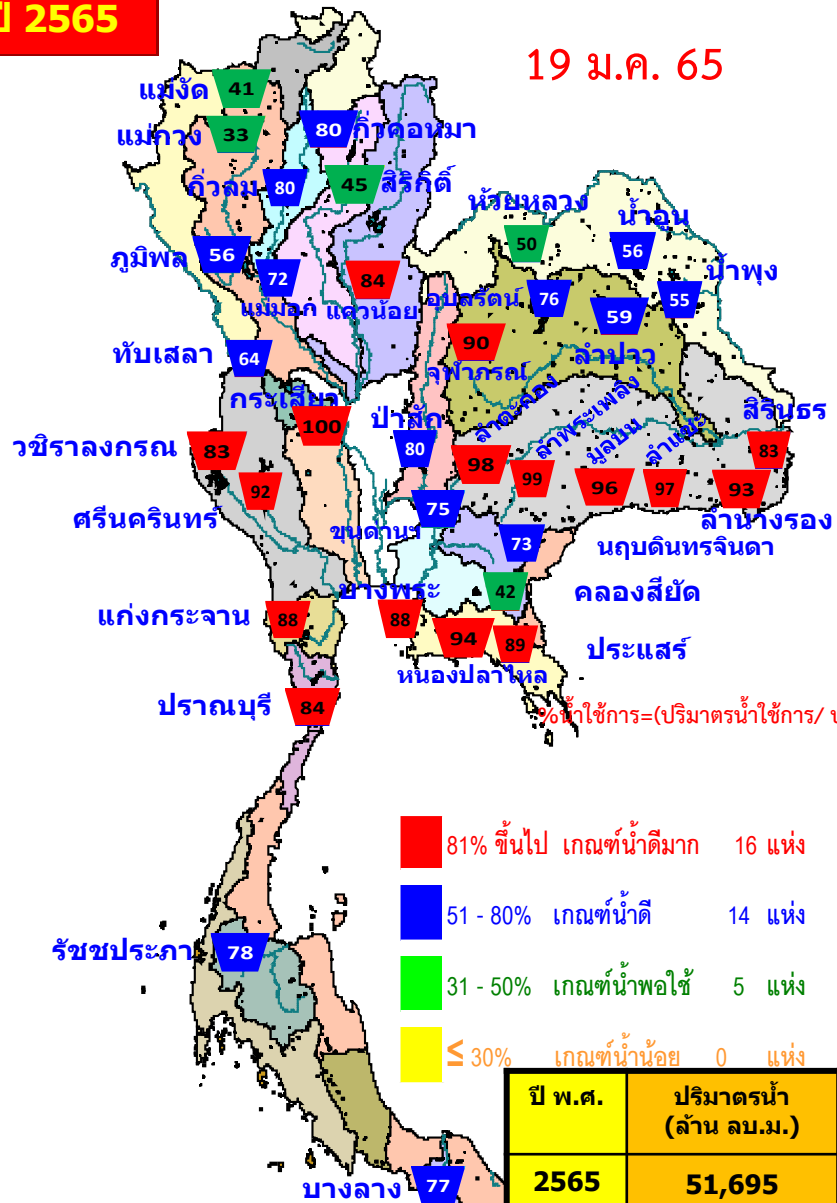 ปี 2565
19 ม.ค. 65
แม่งัด 41
แม่กวง 33
80 กิ่วคอหมา
กิ่วลม 80
45 สิริกิติ์
ห้วยหลวง 50
น้ำอูน 56
ภูมิพล 56
72 แม่มอก
84 แควน้อย
อุบลรัตน์ 76
น้ำพุง 55
59 ลำปาว
90 จุฬาภรณ์
ทับเสลา 64
กระเสียว 100
ป่าสัก 80
ลำตะคอง 98
ลำพระเพลิง 99
มูลบน 96
ลำแซะ 97
สิรินธร 83
93 ลำนางรอง
วชิราลงกรณ 83
ศรีนครินทร์ 92
ขุนด่านฯ 75
73 นฤบดินทรจินดา
42 คลองสียัด
บางพระ 88
แก่งกระจาน 88
94 หนองปลาไหล
89 ประแสร์
ปราณบุรี 84
%น้ำใช้การ=(ปริมาตรน้ำใช้การ/
81% ขึ้นไป เกณฑ์น้ำดีมาก 16 แห่ง
51 - 80% เกณฑ์น้ำดี 14 แห่ง
31 - 50% เกณฑ์น้ำพอใช้ 5 แห่ง
≤ 30% เกณฑ์น้ำน้อย 0 แห่ง
รัชชประภา 78
บางลาง 77
ปี พ.ศ. ปริมาตรน้ำ
(ล้าน ลบ.ม.)
2565 51,695